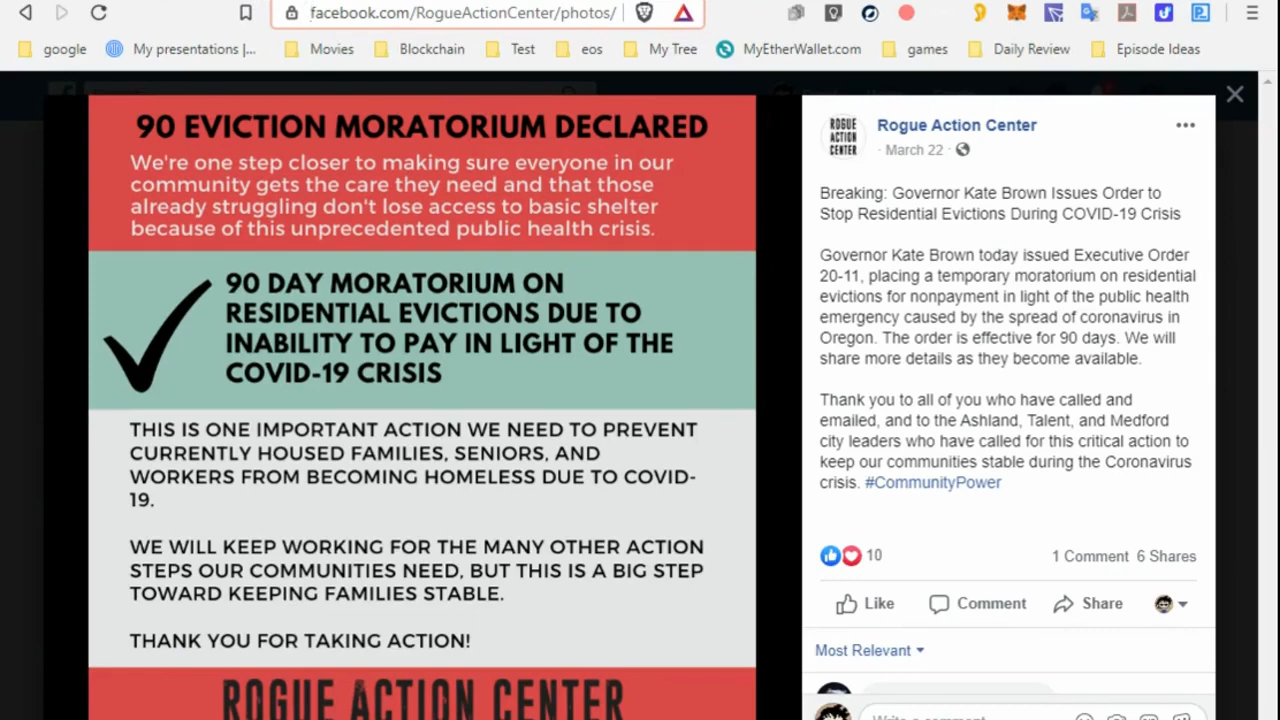 facebook.com/RogueActionCenter/photos/
google
My presentations |...
Movies
Blockchain
Test
eos
My Tree
MyEtherWallet.com
games
Daily Review
Episode Ideas
90 EVICTION MORATORIUM DECLARED
We're one step closer to making sure everyone in our
community gets the care they need and that those
already struggling don't lose access to basic shelter
because of this unprecedented public health crisis.
90 DAY MORATORIUM ON
RESIDENTIAL EVICTIONS DUE TO
INABILITY TO PAY IN LIGHT OF THE
COVID-19 CRISIS
THIS IS ONE IMPORTANT ACTION WE NEED TO PREVENT
CURRENTLY HOUSED FAMILIES, SENIORS, AND
WORKERS FROM BECOMING HOMELESS DUE TO COVID-
19.
WE WILL KEEP WORKING FOR THE MANY OTHER ACTION
STEPS OUR COMMUNITIES NEED, BUT THIS IS A BIG STEP
TOWARD KEEPING FAMILIES STABLE.
THANK YOU FOR TAKING ACTION!
ROGUE ACTION CENTER
ROGUE
ACTION
CENTER
Rogue Action Center
March 22
Breaking: Governor Kate Brown Issues Order to
Stop Residential Evictions During COVID-19 Crisis
Governor Kate Brown today issued Executive Order
20-11, placing a temporary moratorium on residential
evictions for nonpayment in light of the public health
emergency caused by the spread of coronavirus in
Oregon. The order is effective for 90 days. We will
share more details as they become available.
Thank you to all of you who have called and
emailed, and to the Ashland, Talent, and Medford
city leaders who have called for this critical action to
keep our communities stable during the Coronavirus
crisis. #CommunityPower
10
1 Comment 6 Shares
Like
Comment
Share
Most Relevant
Write a comment...